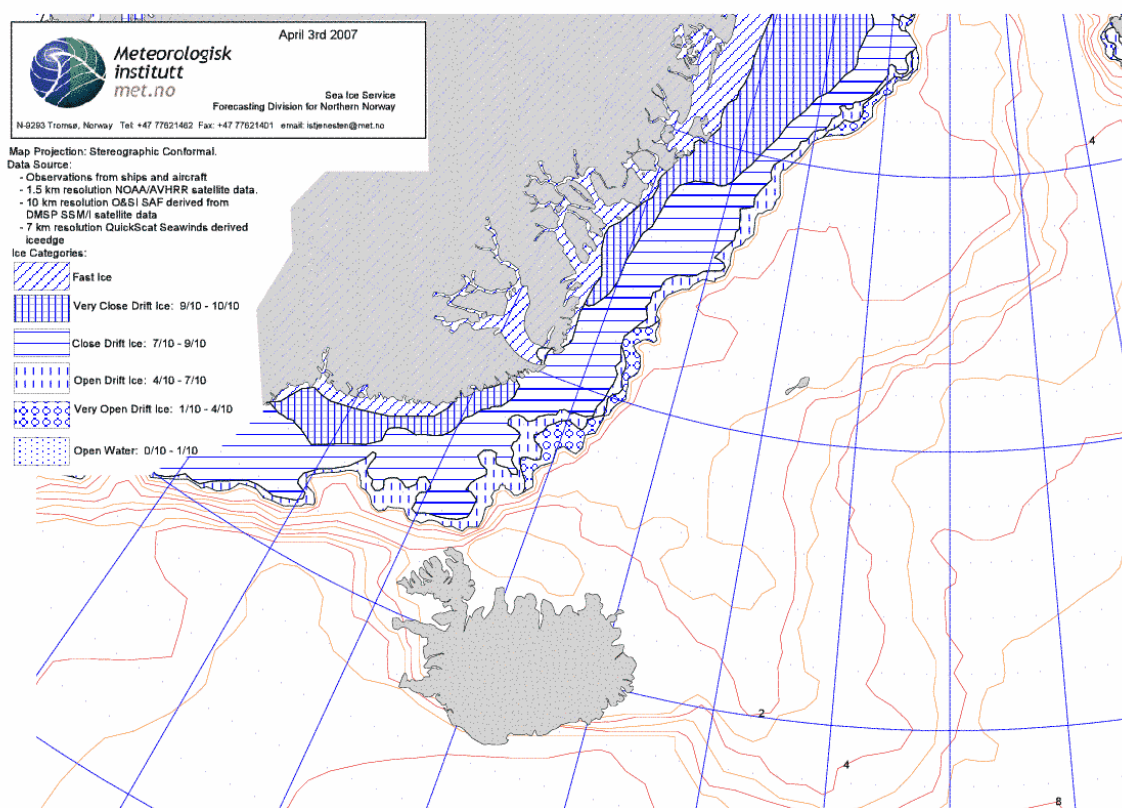 April 3rd 2007
Meteorologisk
institutt
met.no
Sea Ice Service
Forecasting Division for Northern Norway
N-9293 Tromsø, Norway Tel: +47 77621462 Fax: +47 77621401 email: istjenesten@met.no
Map Projection: Stereographic Conformal.
Data Source:
- Observations from ships and aircraft
- 1.5 km resolution NOAA/AVHRR satellite data.
- 10 km resolution O&SI SAF derived from
DMSP SSM/I satellite data
- 7 km resolution QuickScat Seawinds derived
iceedge
Ice Categories:
Fast Ice
Very Close Drift Ice: 9/10 - 10/10
Close Drift Ice: 7/10 - 9/10
Open Drift Ice: 4/10 - 7/10
Very Open Drift Ice: 1/10 - 4/10
Open Water: 0/10 - 1/10
4
2
4
8